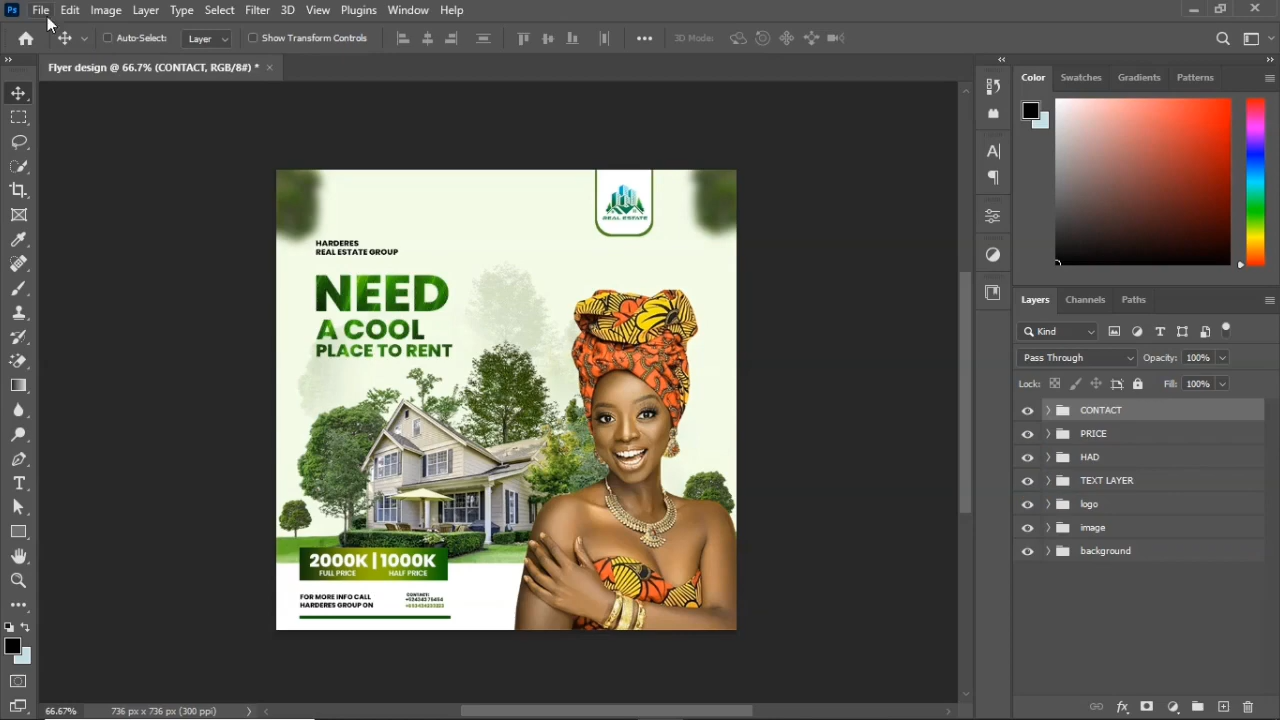 Ps File Edit Image Layer Type Select Filter 3D View Plugins Window Help
Auto-Select: Layer Show Transform Controls 3D Mode:
Flyer design @ 66.7% (CONTACT, RGB/8#) *
Color Swatches Gradients Patterns
REAL ESTATE
HARDERES
REAL ESTATE GROUP
NEED
A COOL
PLACE TO RENT
2000K | 1000K
FULL PRICE HALF PRICE
FOR MORE INFO CALL
HARDERES GROUP ON
CONTACT:
Layers Channels Paths
Kind
Pass Through Opacity: 100%
Lock: Fill: 100%
CONTACT
PRICE
HAD
TEXT LAYER
logo
image
background
66.67% 736 px x 736 px (300 ppi)